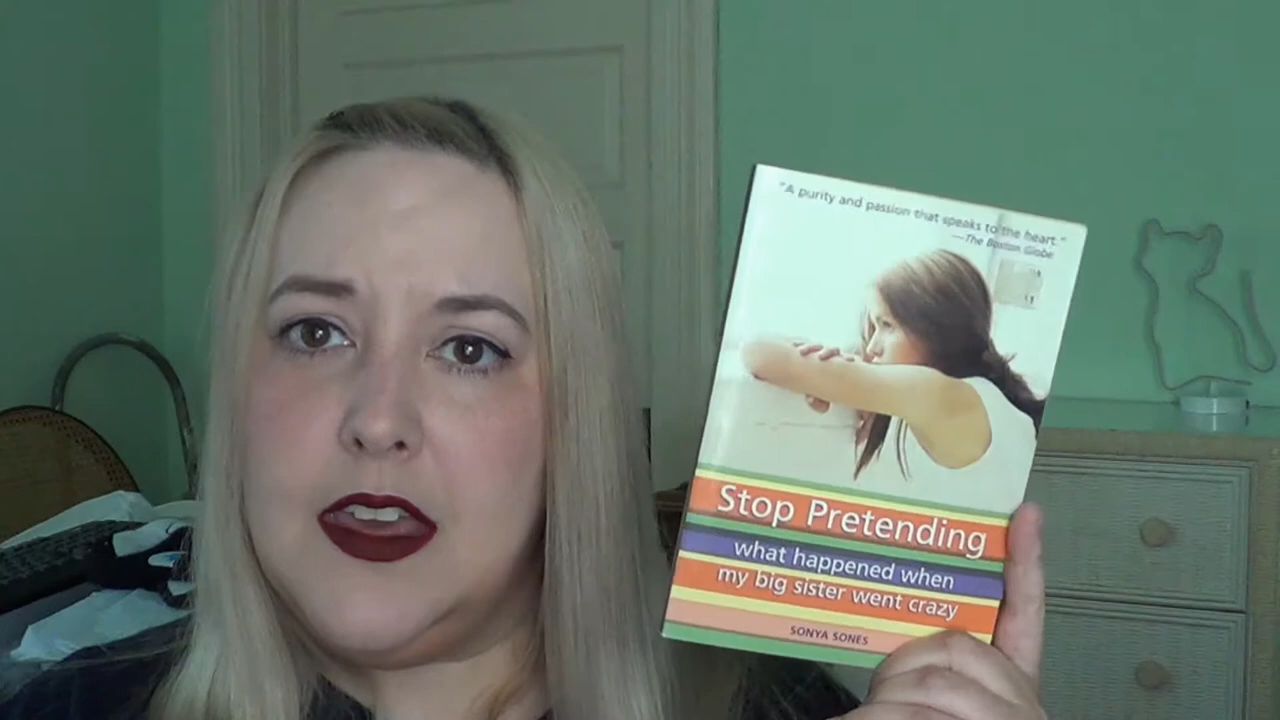 "A purity and passion that speaks to the heart."
—The Boston Globe
Stop Pretending
what happened when
my big sister went crazy
SONYA SONES